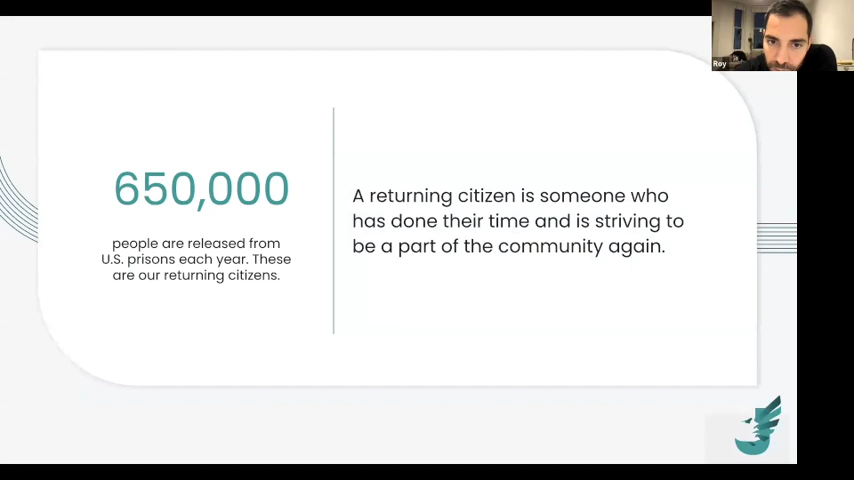 Roy
650,000
people are released from
U.S. prisons each year. These
are our returning citizens.
A returning citizen is someone who
has done their time and is striving to
be a part of the community again.